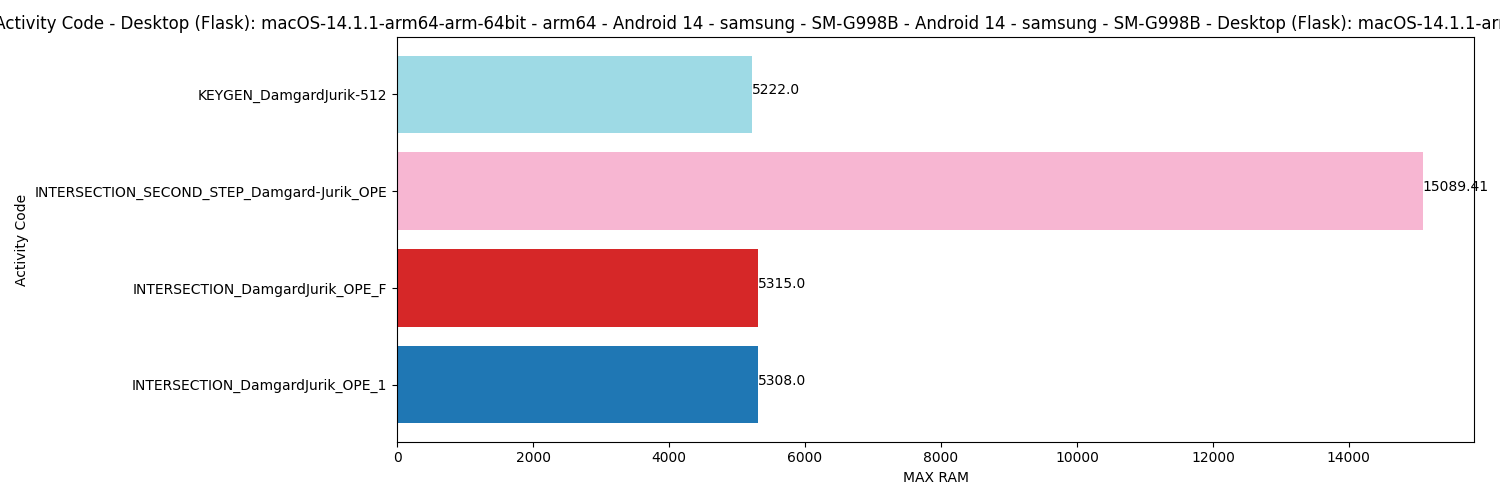 Activity Code - Desktop (Flask): macOS-14.1.1-arm64-arm-64bit - arm64 - Android 14 - samsung - SM-G998B - Android 14 - samsung - SM-G998B - Desktop (Flask): macOS-14.1.1-ar
KEYGEN_DamgardJurik-512
5222.0
INTERSECTION_SECOND_STEP_Damgard-Jurik_OPE
15089.41
Activity Code
INTERSECTION_DamgardJurik_OPE_F
5315.0
INTERSECTION_DamgardJurik_OPE_1
5308.0
0 2000 4000 6000 8000 10000 12000 14000
MAX RAM